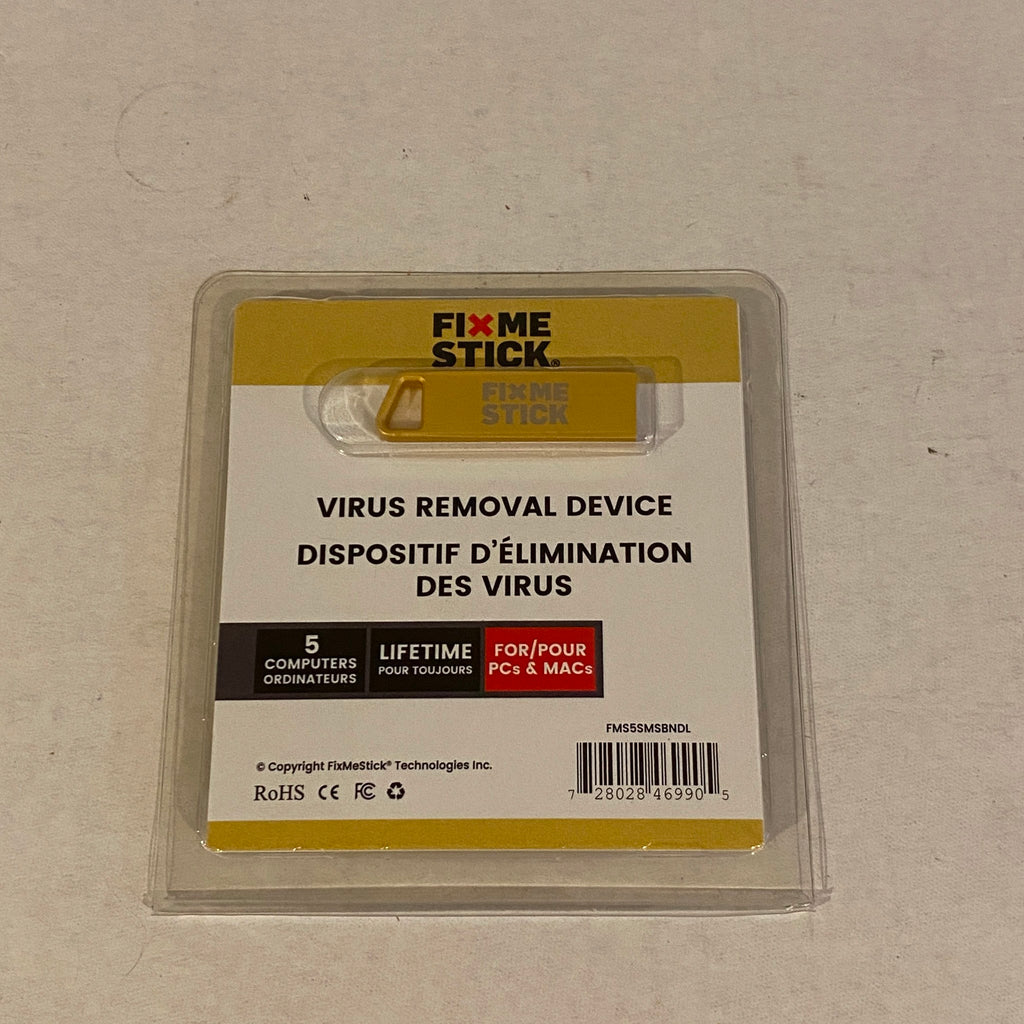 FIXME
STICK®
FIXME
STICK
VIRUS REMOVAL DEVICE
DISPOSITIF D'ÉLIMINATION
DES VIRUS
5
COMPUTERS
ORDINATEURS
LIFETIME
POUR TOUJOURS
FOR/POUR
PCs & MACs
FMS5SMSBNDL
© Copyright FixMeStick® Technologies Inc.
RoHS CE FC
7 28028 46990 5